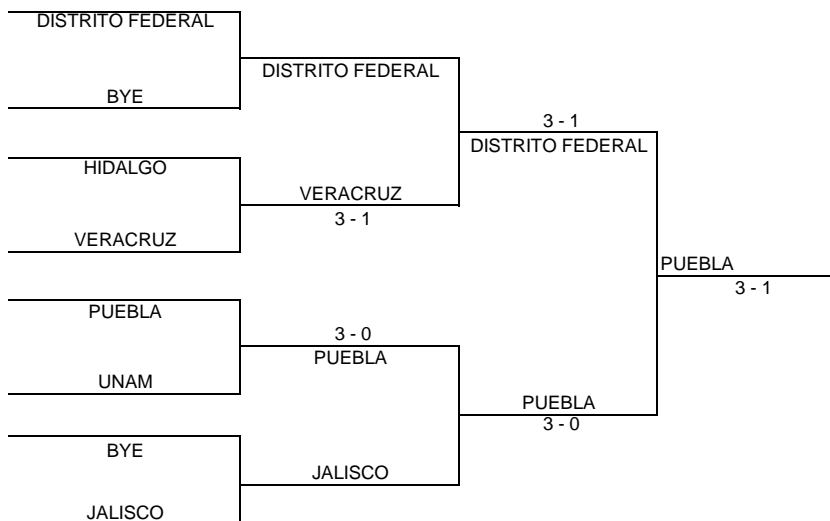 DISTRITO FEDERAL
DISTRITO FEDERAL
BYE
3 - 1
DISTRITO FEDERAL
HIDALGO
VERACRUZ
3 - 1
VERACRUZ
PUEBLA
3 - 1
PUEBLA
3 - 0
PUEBLA
UNAM
PUEBLA
3 - 0
BYE
JALISCO
JALISCO